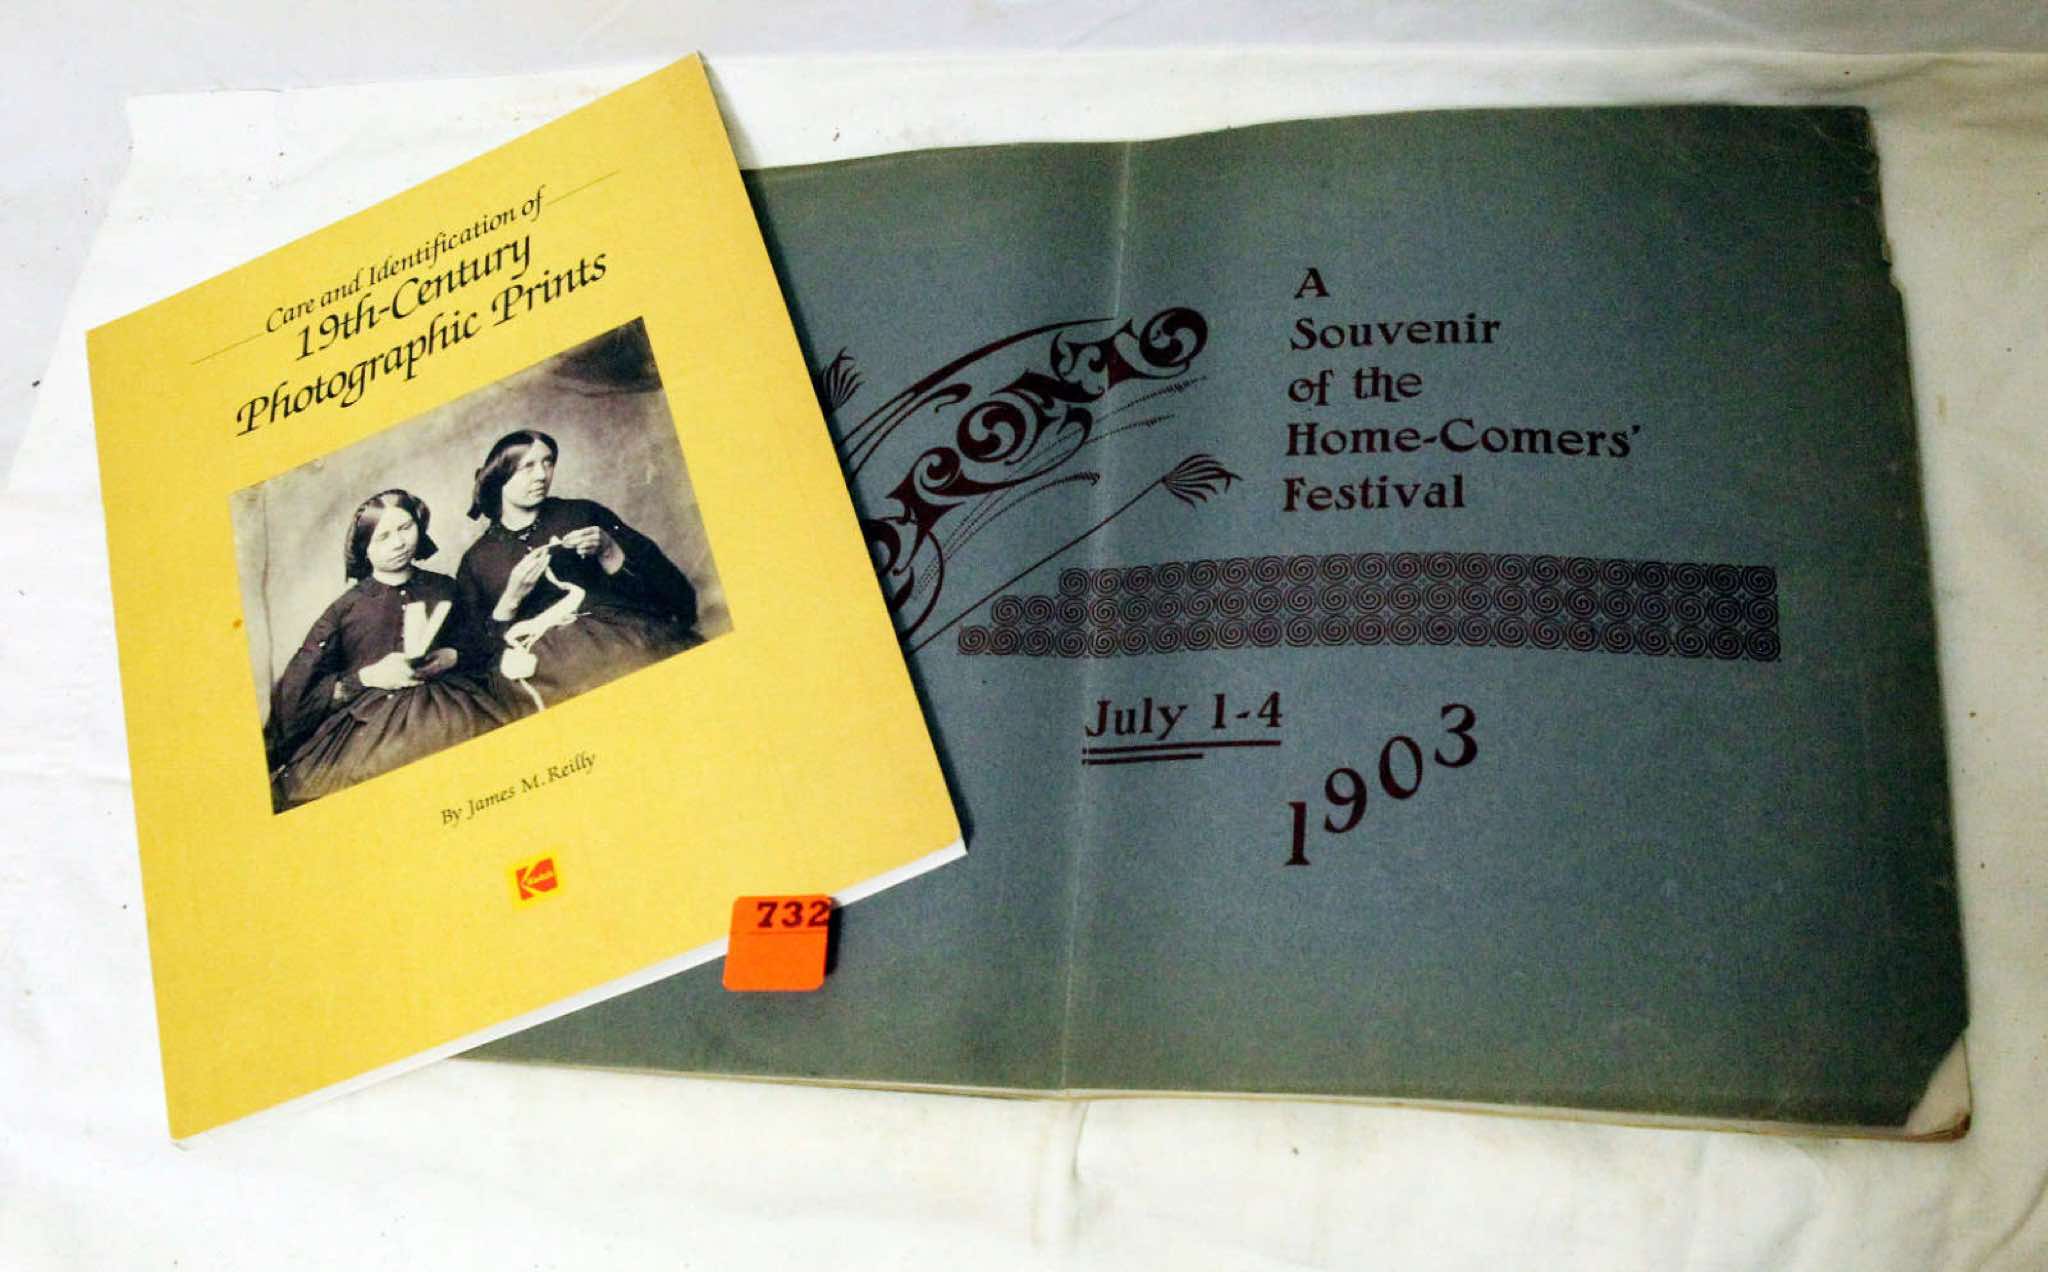 Care and Identification of
19th-Century
Photographic Prints
By James M. Reilly
Kodak
732
A
Souvenir
of the
Home-Comers'
Festival
July 1-4
1903